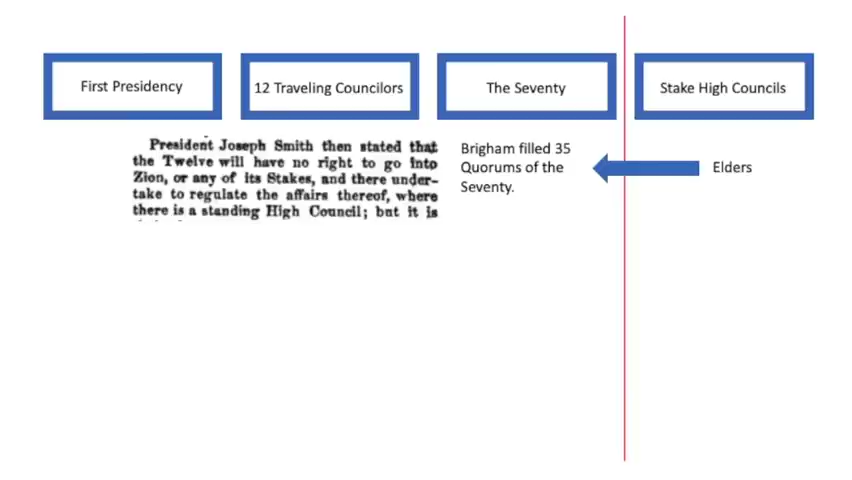 First Presidency
12 Traveling Councilors
The Seventy
Stake High Councils
President Joseph Smith then stated that
the Twelve will have no right to go into
Zion, or any of its Stakes, and there under-
take to regulate the affairs thereof, where
there is a standing High Council; but it is
Brigham filled 35
Quorums of the
Seventy.
Elders